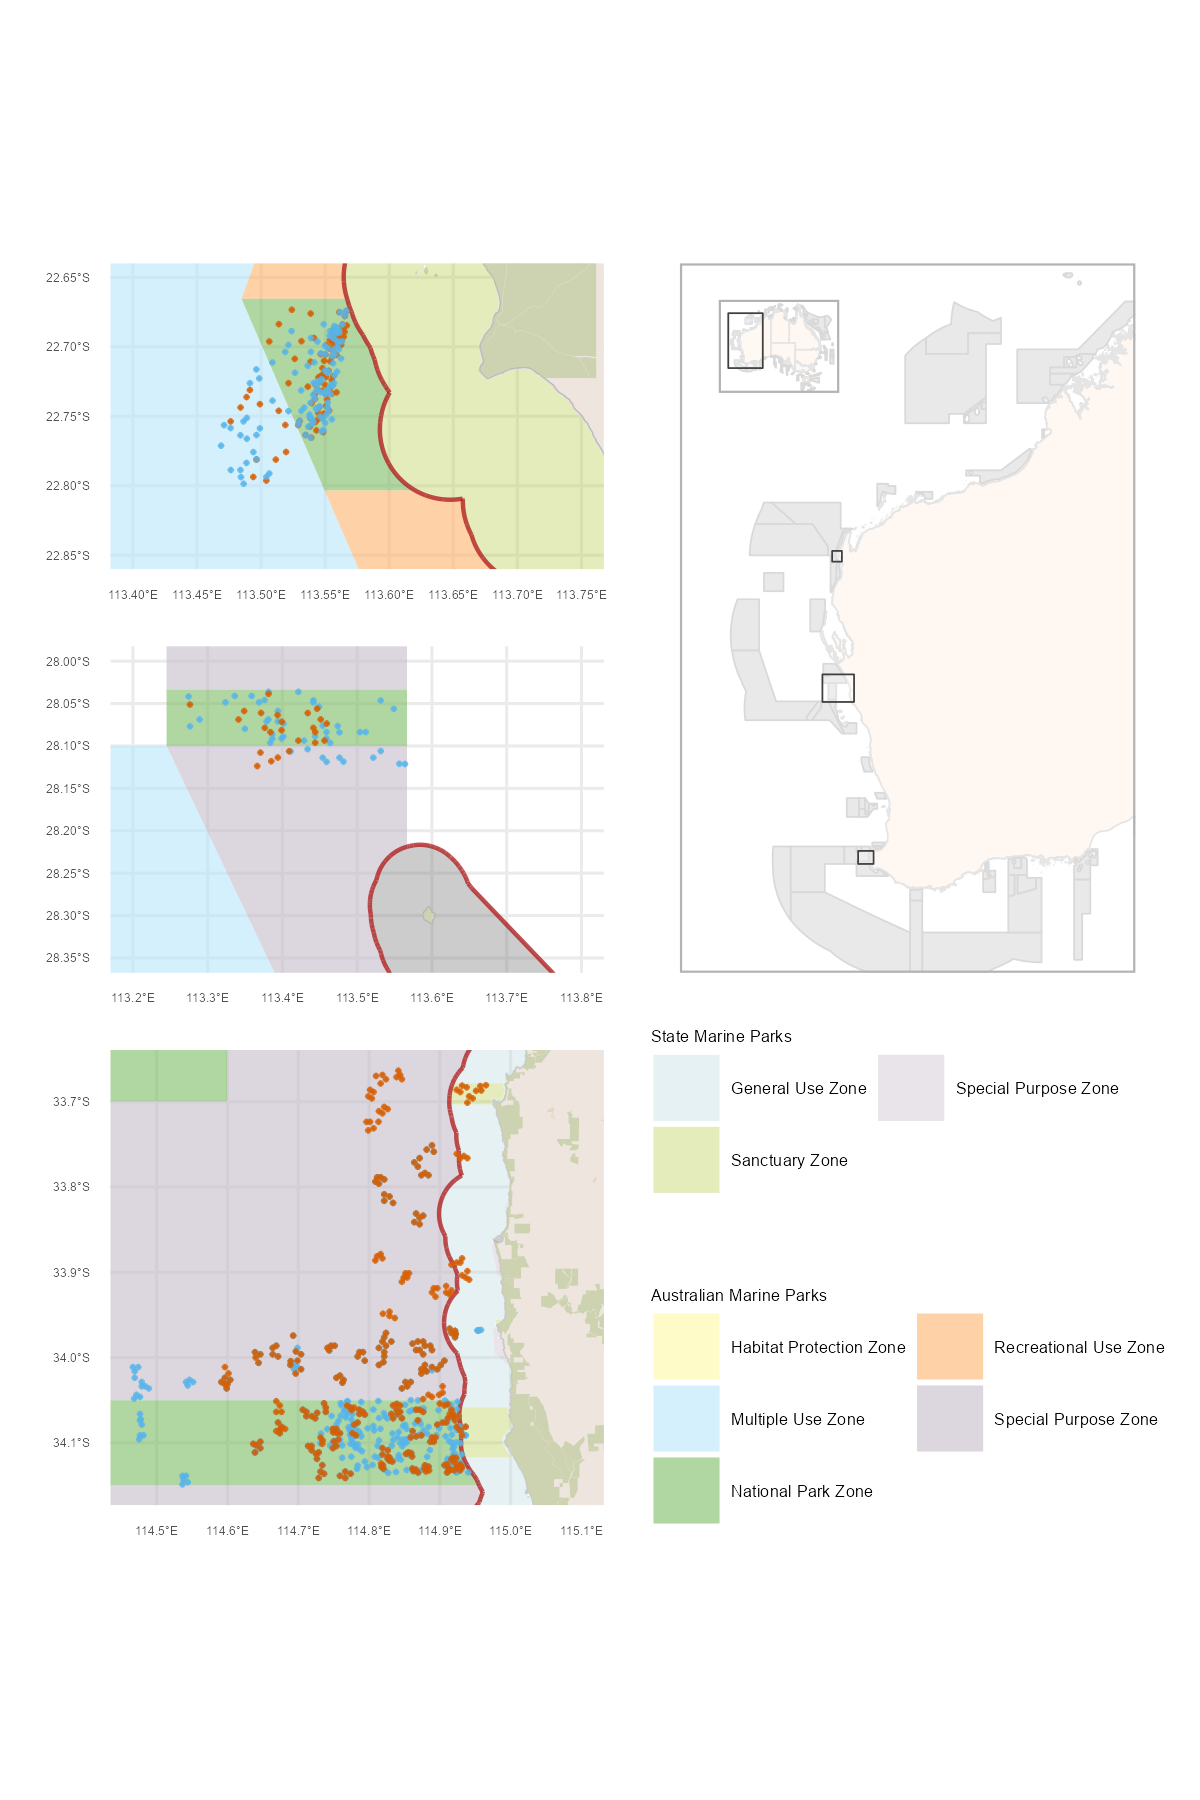 22.65°S
22.70°S
22.75°S
22.80°S
22.85°S
113.40°E 113.45°E 113.50°E 113.55°E 113.60°E 113.65°E 113.70°E 113.75°E
28.00°S
28.05°S
28.10°S
28.15°S
28.20°S
28.25°S
28.30°S
28.35°S
113.2°E 113.3°E 113.4°E 113.5°E 113.6°E 113.7°E 113.8°E
33.7°S
33.8°S
33.9°S
34.0°S
34.1°S
114.5°E 114.6°E 114.7°E 114.8°E 114.9°E 115.0°E 115.1°E
State Marine Parks
General Use Zone Special Purpose Zone
Sanctuary Zone
Australian Marine Parks
Habitat Protection Zone Recreational Use Zone
Multiple Use Zone Special Purpose Zone
National Park Zone